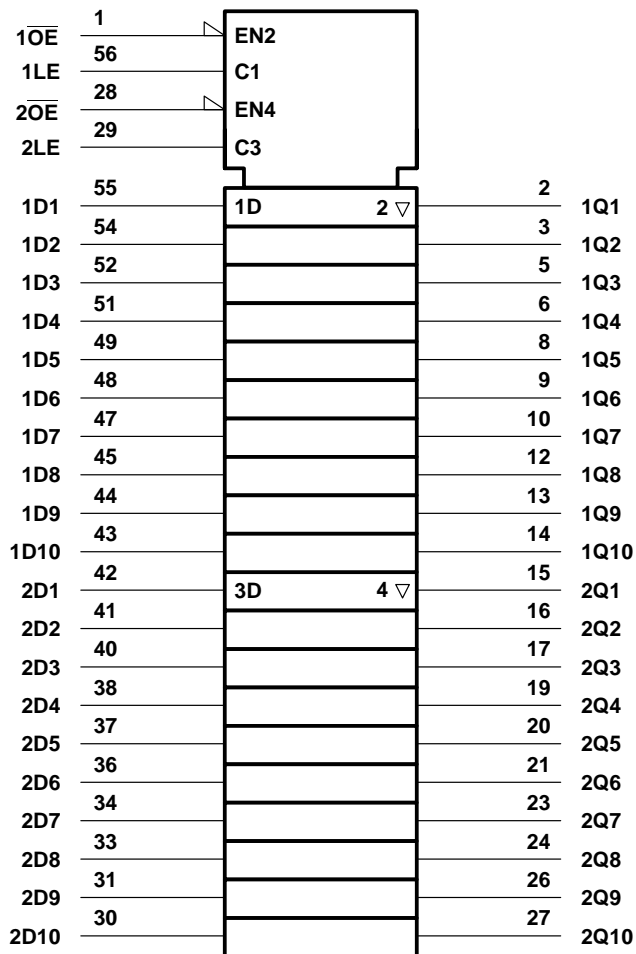 1O̅E̅ 1 EN2
1LE 56 C1
2O̅E̅ 28 EN4
2LE 29 C3
1D1 55 1D 2 ▽ 2 1Q1
1D2 54 3 1Q2
1D3 52 5 1Q3
1D4 51 6 1Q4
1D5 49 8 1Q5
1D6 48 9 1Q6
1D7 47 10 1Q7
1D8 45 12 1Q8
1D9 44 13 1Q9
1D10 43 14 1Q10
2D1 42 3D 4 ▽ 15 2Q1
2D2 41 16 2Q2
2D3 40 17 2Q3
2D4 38 19 2Q4
2D5 37 20 2Q5
2D6 36 21 2Q6
2D7 34 23 2Q7
2D8 33 24 2Q8
2D9 31 26 2Q9
2D10 30 27 2Q10